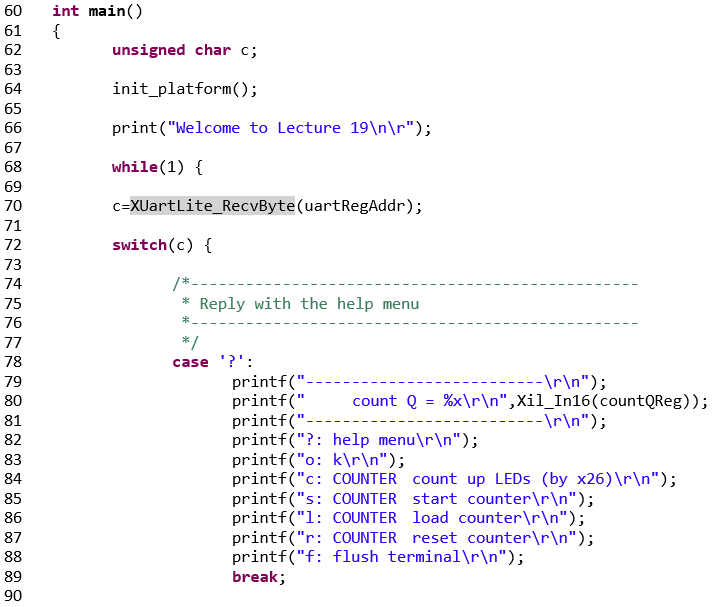 60 int main()
61 {
62 unsigned char c;
63
64 init_platform();
65
66 print("Welcome to Lecture 19\n\r");
67
68 while(1) {
69
70 c=XUartLite_RecvByte(uartRegAddr);
71
72 switch(c) {
73
74 /*-------------------------------------------------
75 * Reply with the help menu
76 *-------------------------------------------------
77 */
78 case '?':
79 printf("--------------------------\r\n");
80 printf(" count Q = %x\r\n",Xil_In16(countQReg));
81 printf("--------------------------\r\n");
82 printf("?: help menu\r\n");
83 printf("o: k\r\n");
84 printf("c: COUNTER count up LEDs (by x26)\r\n");
85 printf("s: COUNTER start counter\r\n");
86 printf("l: COUNTER load counter\r\n");
87 printf("r: COUNTER reset counter\r\n");
88 printf("f: flush terminal\r\n");
89 break;
90